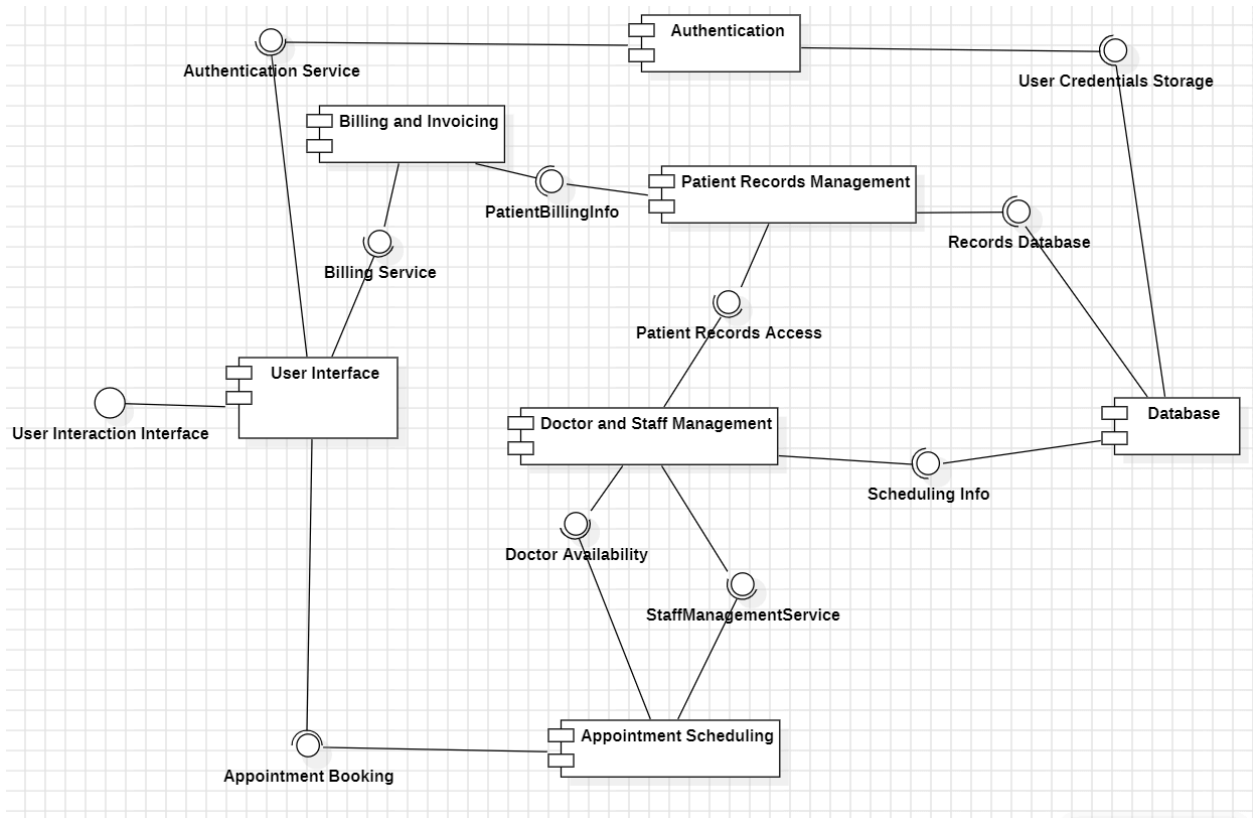 Authentication
Authentication Service
User Credentials Storage
Billing and Invoicing
Patient Records Management
PatientBillingInfo
Records Database
Billing Service
Patient Records Access
User Interface
User Interaction Interface
Doctor and Staff Management
Database
Scheduling Info
Doctor Availability
StaffManagementService
Appointment Scheduling
Appointment Booking